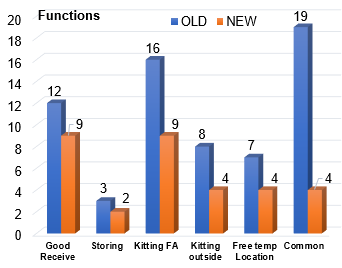 Functions
OLD NEW
20
18
16
14
12
10
8
6
4
2
0
12
9
3
2
16
9
8
4
7
4
19
4
Good
Receive
Storing
Kitting FA
Kitting
outside
Free temp
Location
Common